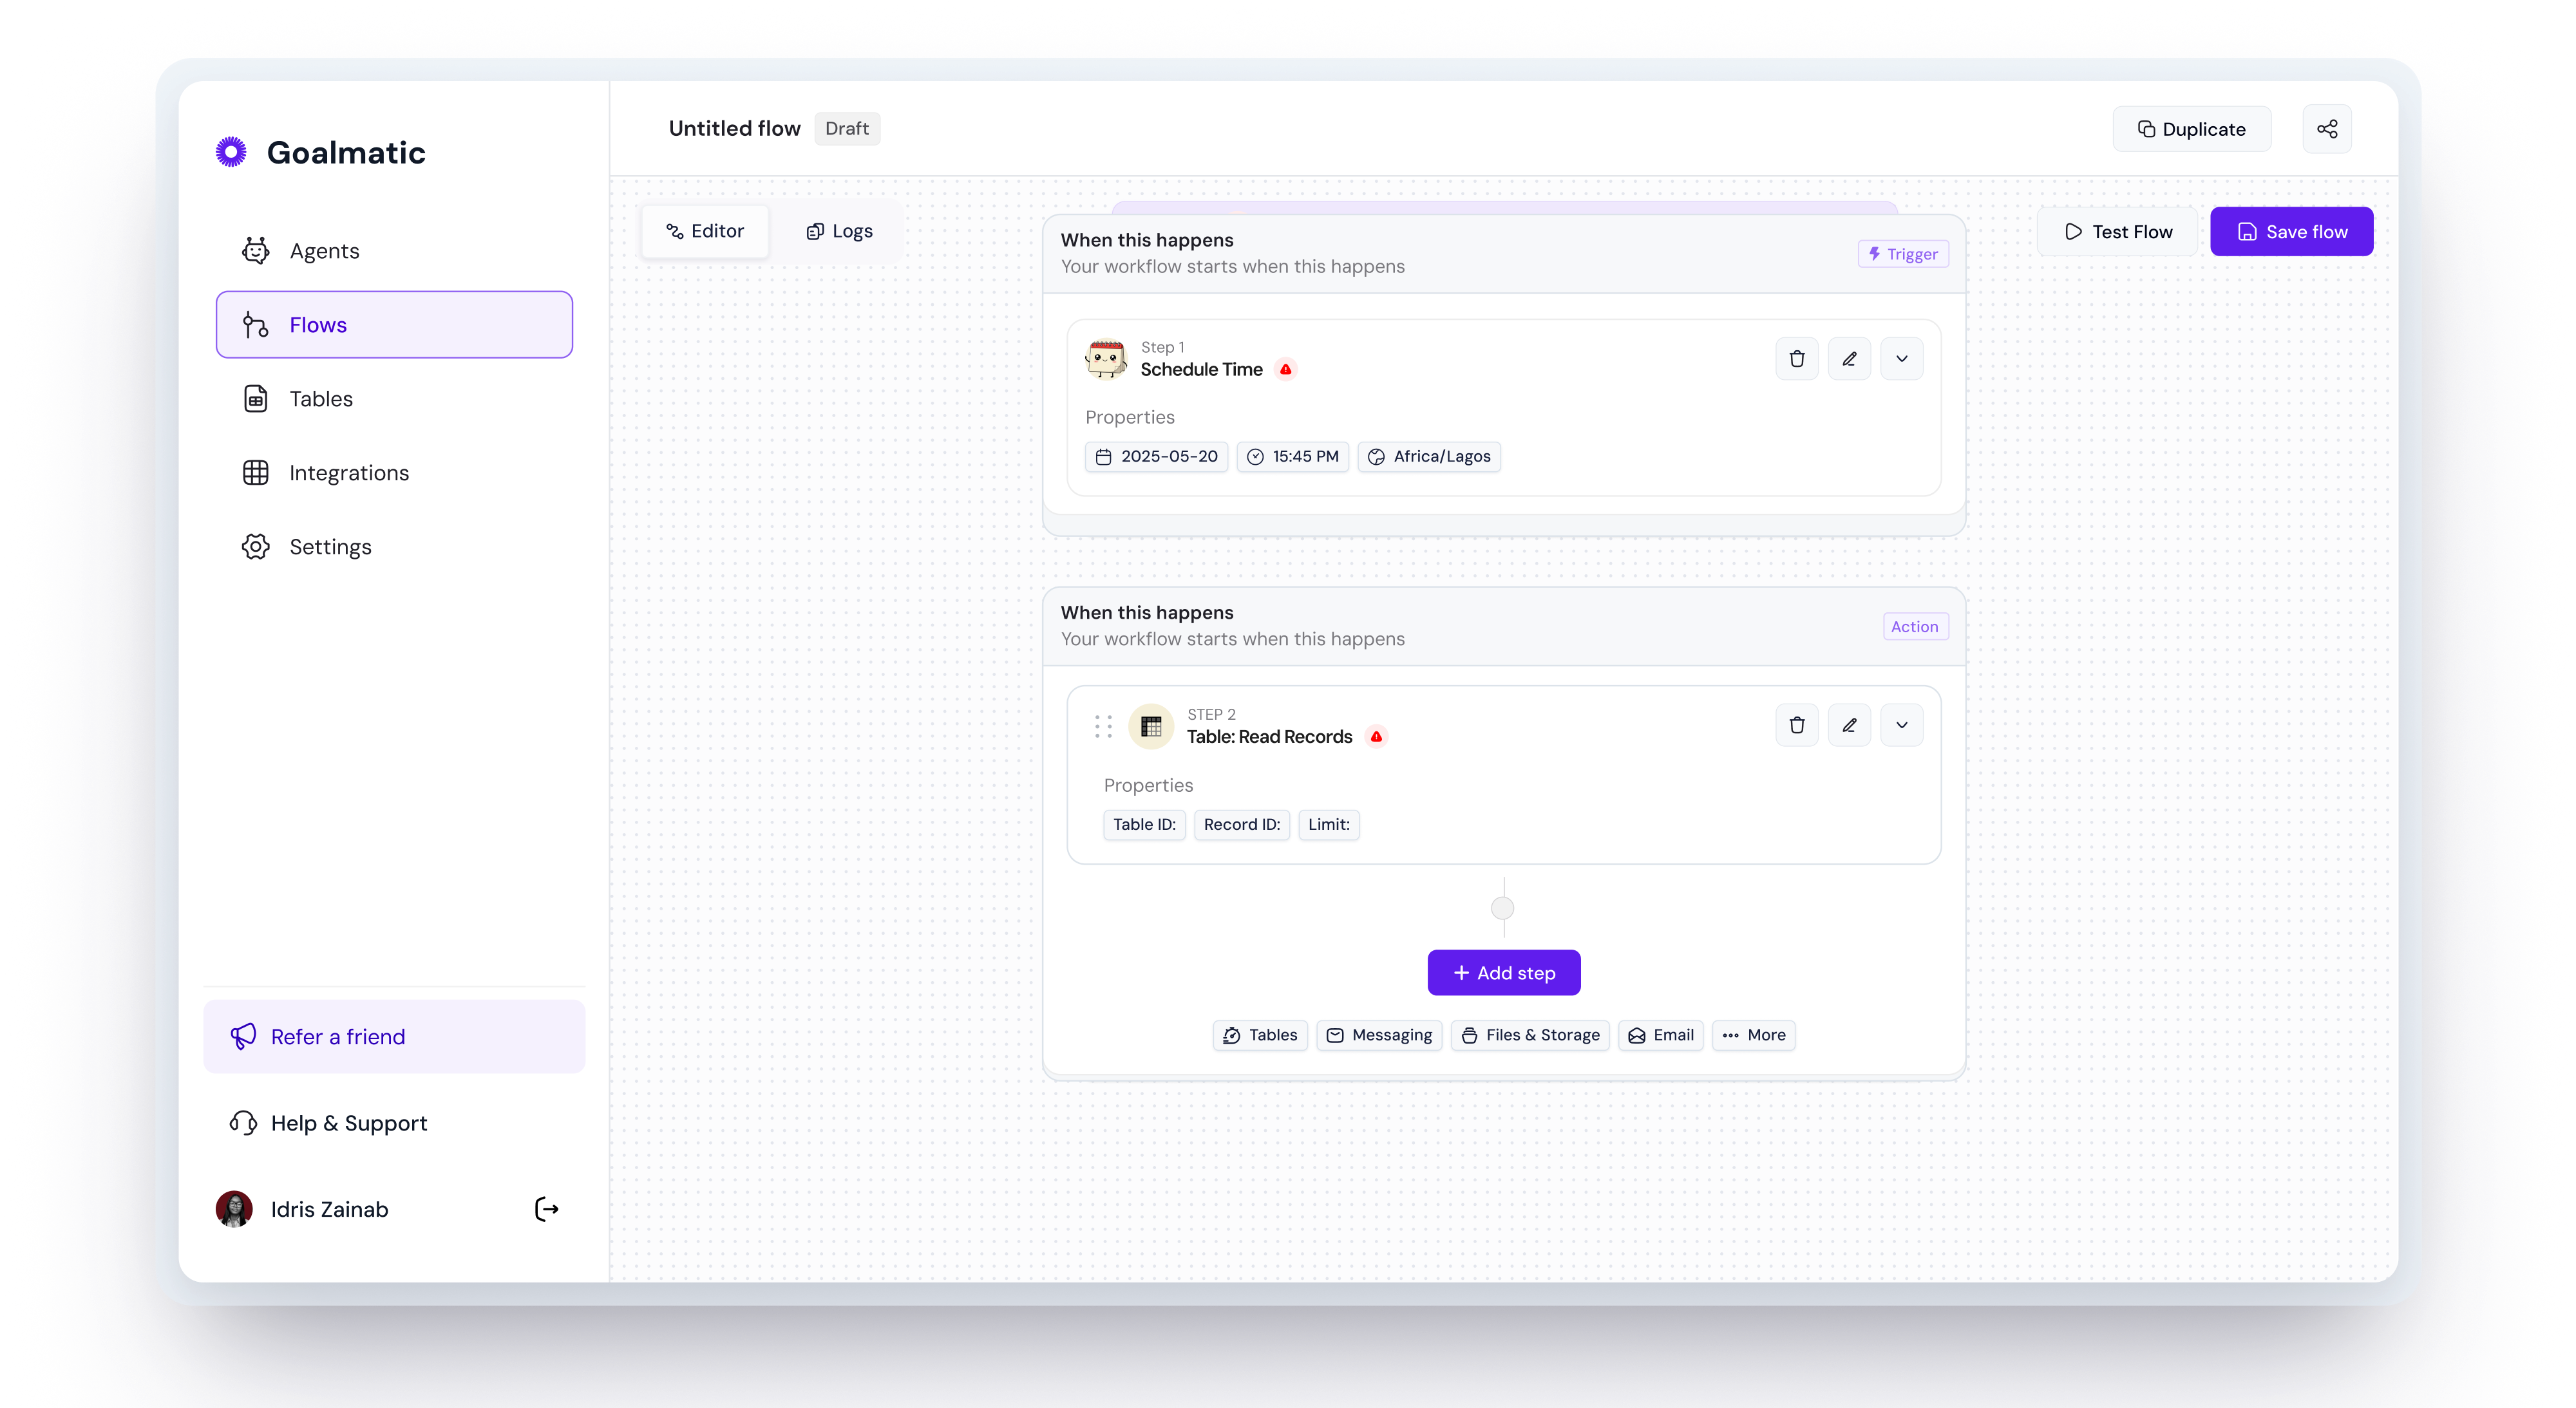 Goalmatic
Agents
Flows
Tables
Integrations
Settings
Refer a friend
Help & Support
Idris Zainab
Untitled flow
Draft
Duplicate
Editor
Logs
Test Flow
Save flow
When this happens
Your workflow starts when this happens
Trigger
Step 1
Schedule Time
Properties
2025-05-20
15:45 PM
Africa/Lagos
When this happens
Your workflow starts when this happens
Action
STEP 2
Table: Read Records
Properties
Table ID:
Record ID:
Limit:
+ Add step
Tables
Messaging
Files & Storage
Email
More